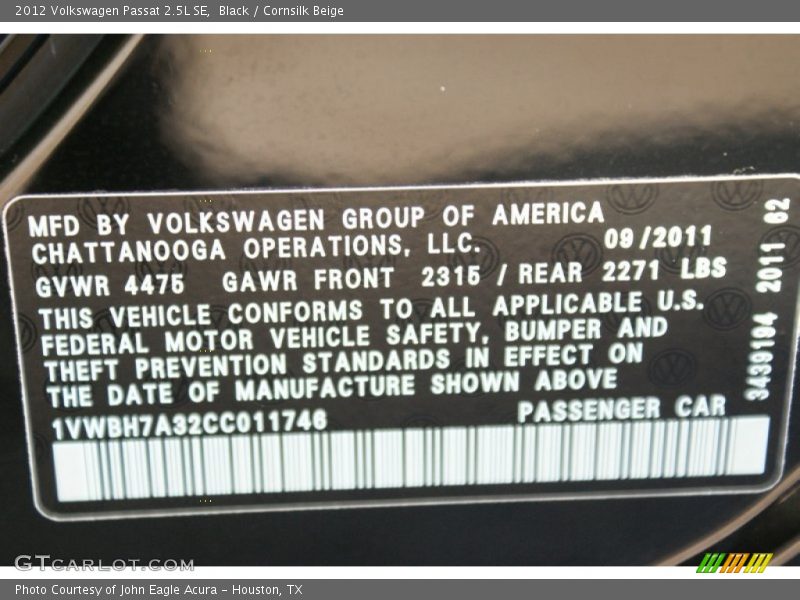 2012 Volkswagen Passat 2.5L SE,  Black / Cornsilk Beige
MFD BY VOLKSWAGEN GROUP OF AMERICA
CHATTANOOGA OPERATIONS, LLC.   09/2011
GVWR 4475   GAWR FRONT   2315 / REAR 2271   LBS
THIS VEHICLE CONFORMS TO ALL APPLICABLE U.S.
FEDERAL MOTOR VEHICLE SAFETY, BUMPER AND
THEFT PREVENTION STANDARDS IN EFFECT ON
THE DATE OF MANUFACTURE SHOWN ABOVE
1VWBH7A32CC011746   PASSENGER CAR
3439194   2011   62
GTCARLOT.COM
Photo Courtesy of John Eagle Acura - Houston, TX